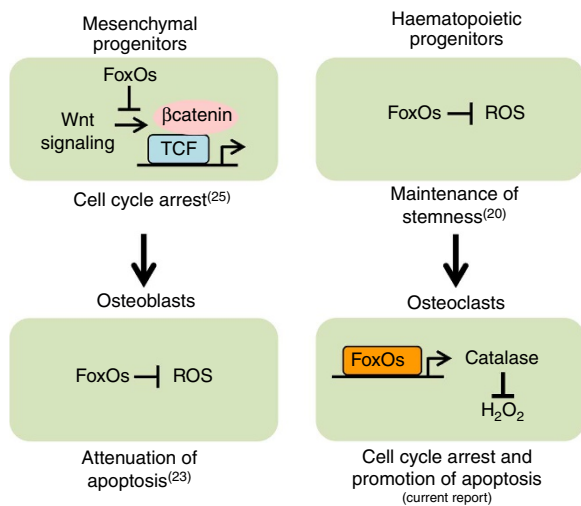 Mesenchymal
progenitors
FoxOs
Wnt
signaling
βcatenin
TCF
Cell cycle arrest(25)
Osteoblasts
FoxOs ROS
Attenuation of
apoptosis(23)
Haematopoietic
progenitors
FoxOs ROS
Maintenance of
stemness(20)
Osteoclasts
FoxOs
Catalase
H2O2
Cell cycle arrest and
promotion of apoptosis
(current report)